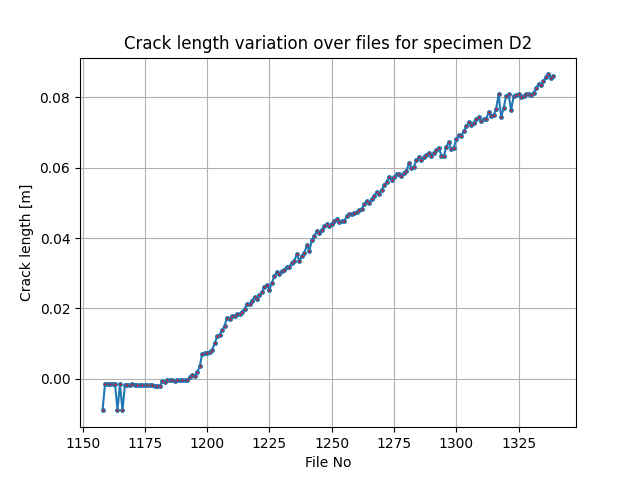 Crack length variation over files for specimen D2
0.08
0.06
0.04
0.02
0.00
Crack length [m]
1150 1175 1200 1225 1250 1275 1300 1325
File No